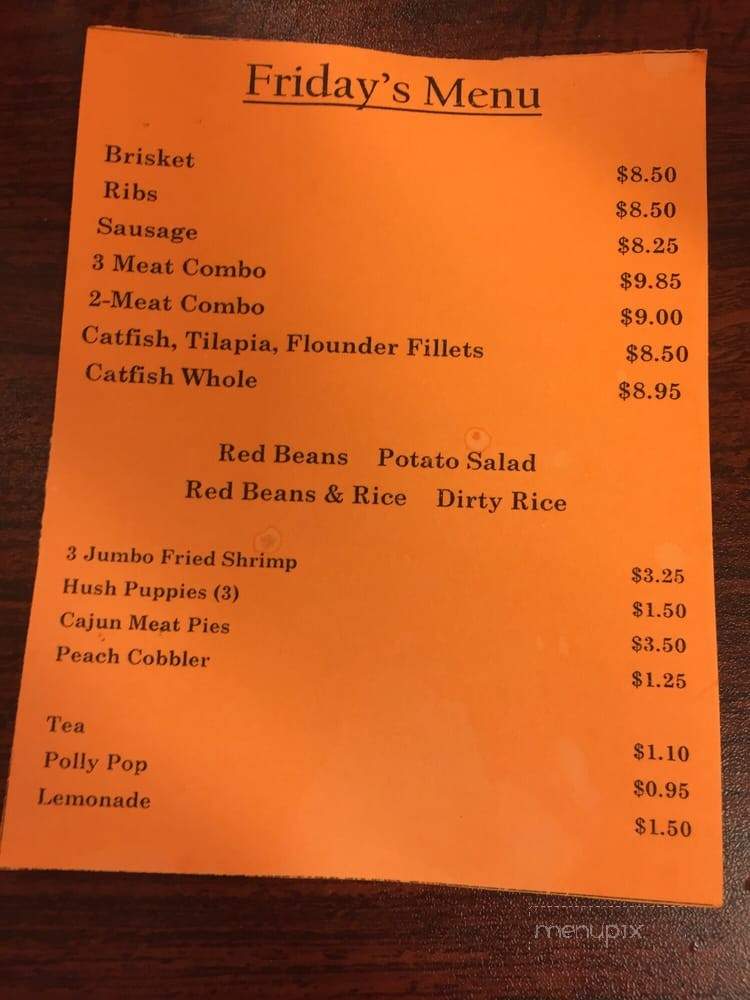 Friday's Menu
Brisket $8.50
Ribs $8.50
Sausage $8.25
3 Meat Combo $9.85
2-Meat Combo $9.00
Catfish, Tilapia, Flounder Fillets $8.50
Catfish Whole $8.95
Red Beans Potato Salad
Red Beans & Rice Dirty Rice
3 Jumbo Fried Shrimp $3.25
Hush Puppies (3) $1.50
Cajun Meat Pies $3.50
Peach Cobbler $1.25
Tea $1.10
Polly Pop $0.95
Lemonade $1.50
menupix